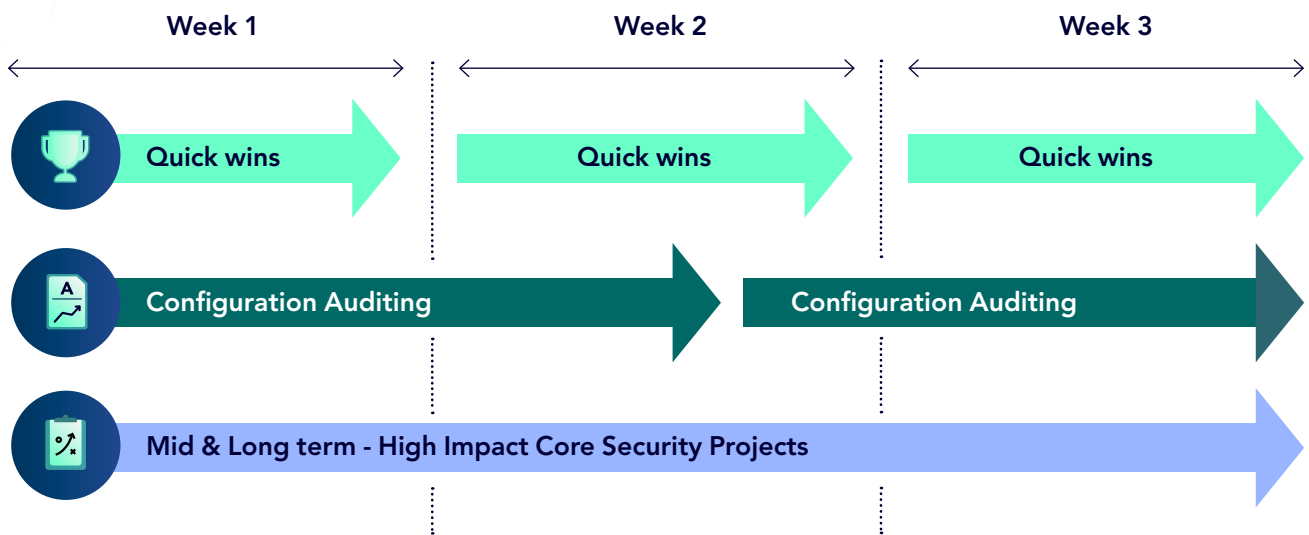 Week 1
Week 2
Week 3
Quick wins
Quick wins
Quick wins
A
Configuration Auditing
Configuration Auditing
Mid & Long term - High Impact Core Security Projects